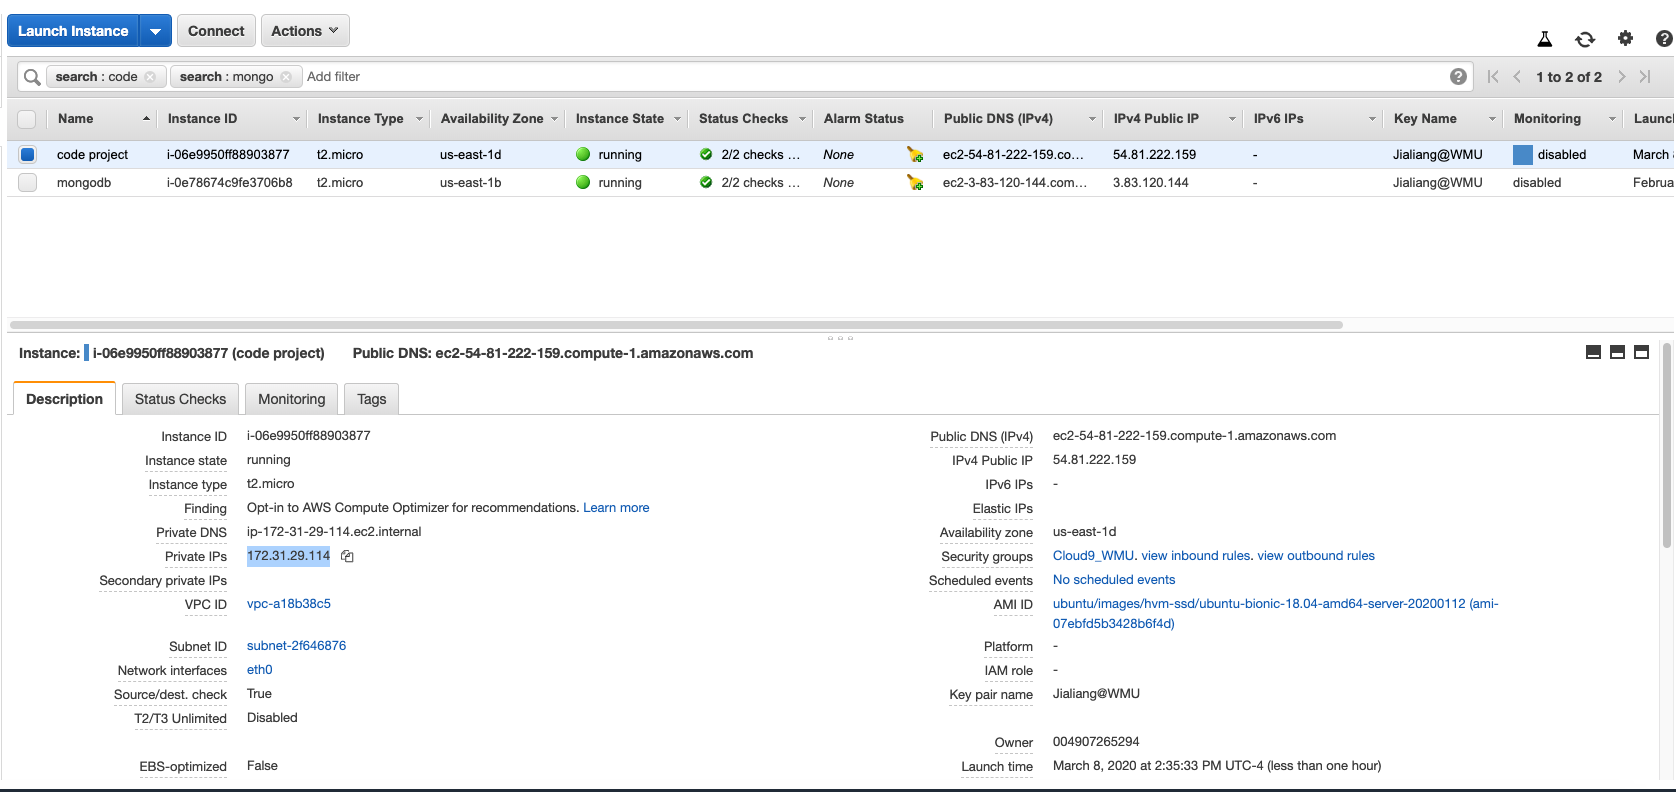 Launch Instance Connect Actions
search : code search : mongo Add filter 1 to 2 of 2
Name Instance ID Instance Type Availability Zone Instance State Status Checks Alarm Status Public DNS (IPv4) IPv4 Public IP IPv6 IPs Key Name Monitoring Launch
code project i-06e9950ff88903877 t2.micro us-east-1d running 2/2 checks ... None ec2-54-81-222-159.co... 54.81.222.159 - Jialiang@WMU disabled March
mongodb i-0e78674c9fe3706b8 t2.micro us-east-1b running 2/2 checks ... None ec2-3-83-120-144.com... 3.83.120.144 - Jialiang@WMU disabled Februa
Instance: i-06e9950ff88903877 (code project) Public DNS: ec2-54-81-222-159.compute-1.amazonaws.com
Description Status Checks Monitoring Tags
Instance ID i-06e9950ff88903877 Public DNS (IPv4) ec2-54-81-222-159.compute-1.amazonaws.com
Instance state running IPv4 Public IP 54.81.222.159
Instance type t2.micro IPv6 IPs -
Finding Opt-in to AWS Compute Optimizer for recommendations. Learn more Elastic IPs
Private DNS ip-172-31-29-114.ec2.internal Availability zone us-east-1d
Private IPs 172.31.29.114 Security groups Cloud9_WMU. view inbound rules. view outbound rules
Secondary private IPs Scheduled events No scheduled events
VPC ID vpc-a18b38c5 AMI ID ubuntu/images/hvm-ssd/ubuntu-bionic-18.04-amd64-server-20200112 (ami-
07ebfd5b3428b6f4d)
Subnet ID subnet-2f646876 Platform -
Network interfaces eth0 IAM role -
Source/dest. check True Key pair name Jialiang@WMU
T2/T3 Unlimited Disabled
Owner 004907265294
EBS-optimized False Launch time March 8, 2020 at 2:35:33 PM UTC-4 (less than one hour)